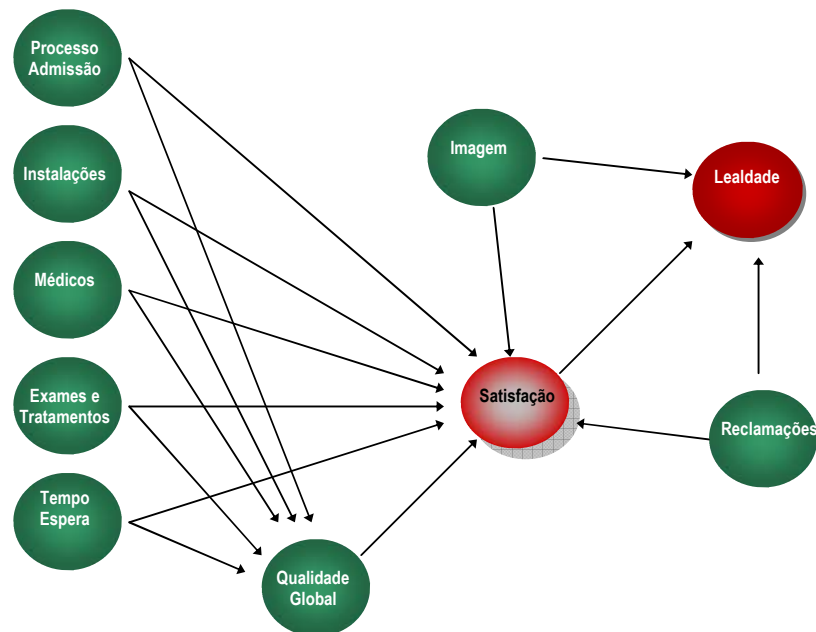 Processo
Admissão
Instalações
Médicos
Exames e
Tratamentos
Tempo
Espera
Imagem
Lealdade
Satisfação
Reclamações
Qualidade
Global